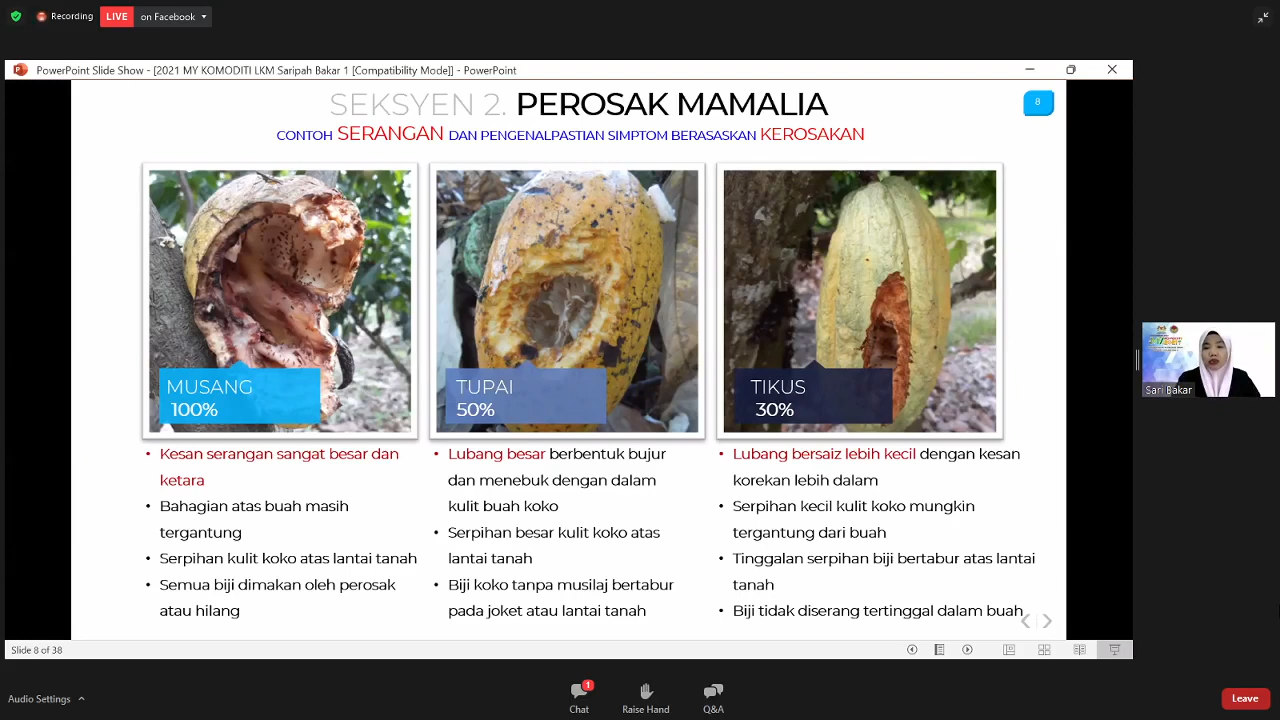 Recording
LIVE
on Facebook
PowerPoint Slide Show - [2021 MY KOMODITI LKM Saripah Bakar 1 [Compatibility Mode]] - PowerPoint
SEKSYEN 2. PEROSAK MAMALIA
8
CONTOH SERANGAN DAN PENGENALPASTIAN SIMPTOM BERASASKAN KEROSAKAN
MUSANG
100%
• Kesan serangan sangat besar dan
ketara
• Bahagian atas buah masih
tergantung
• Serpihan kulit koko atas lantai tanah
• Semua biji dimakan oleh perosak
atau hilang
TUPAI
50%
• Lubang besar berbentuk bujur
dan menebuk dengan dalam
kulit buah koko
• Serpihan besar kulit koko atas
lantai tanah
• Biji koko tanpa musilaj bertabur
pada joket atau lantai tanah
TIKUS
30%
• Lubang bersaiz lebih kecil dengan kesan
korekan lebih dalam
• Serpihan kecil kulit koko mungkin
tergantung dari buah
• Tinggalan serpihan biji bertabur atas lantai
tanah
• Biji tidak diserang tertinggal dalam buah
Sari Bakar
Slide 8 of 38
Audio Settings
1
Chat
Raise Hand
Q&A
Leave